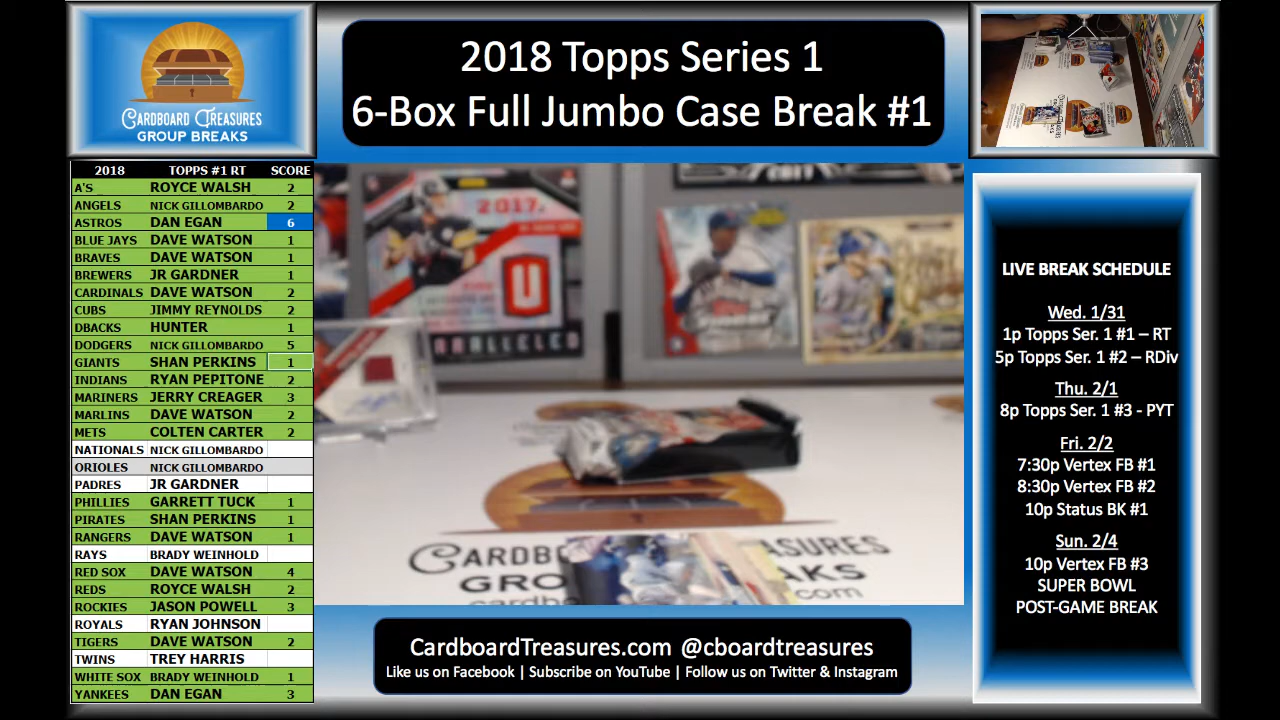 CARDBOARD TREASURES
GROUP BREAKS
2018 Topps Series 1
6-Box Full Jumbo Case Break #1
2018 TOPPS #1 RT SCORE
A'S ROYCE WALSH 2
ANGELS NICK GILLOMBARDO 2
ASTROS DAN EGAN 6
BLUE JAYS DAVE WATSON 1
BRAVES DAVE WATSON 1
BREWERS JR GARDNER 1
CARDINALS DAVE WATSON 2
CUBS JIMMY REYNOLDS 2
DBACKS HUNTER 1
DODGERS NICK GILLOMBARDO 5
GIANTS SHAN PERKINS 1
INDIANS RYAN PEPITONE 2
MARINERS JERRY CREAGER 3
MARLINS DAVE WATSON 2
METS COLTEN CARTER 2
NATIONALS NICK GILLOMBARDO
ORIOLES NICK GILLOMBARDO
PADRES JR GARDNER
PHILLIES GARRETT TUCK 1
PIRATES SHAN PERKINS 1
RANGERS DAVE WATSON 1
RAYS BRADY WEINHOLD
RED SOX DAVE WATSON 4
REDS ROYCE WALSH 2
ROCKIES JASON POWELL 3
ROYALS RYAN JOHNSON
TIGERS DAVE WATSON 2
TWINS TREY HARRIS
WHITE SOX BRADY WEINHOLD 1
YANKEES DAN EGAN 3
2017
U
CARDB ASURES
GRO AKS
LIVE BREAK SCHEDULE
Wed. 1/31
1p Topps Ser. 1 #1 – RT
5p Topps Ser. 1 #2 – RDiv
Thu. 2/1
8p Topps Ser. 1 #3 - PYT
Fri. 2/2
7:30p Vertex FB #1
8:30p Vertex FB #2
10p Status BK #1
Sun. 2/4
10p Vertex FB #3
SUPER BOWL
POST-GAME BREAK
CardboardTreasures.com @cboardtreasures
Like us on Facebook | Subscribe on YouTube | Follow us on Twitter & Instagram